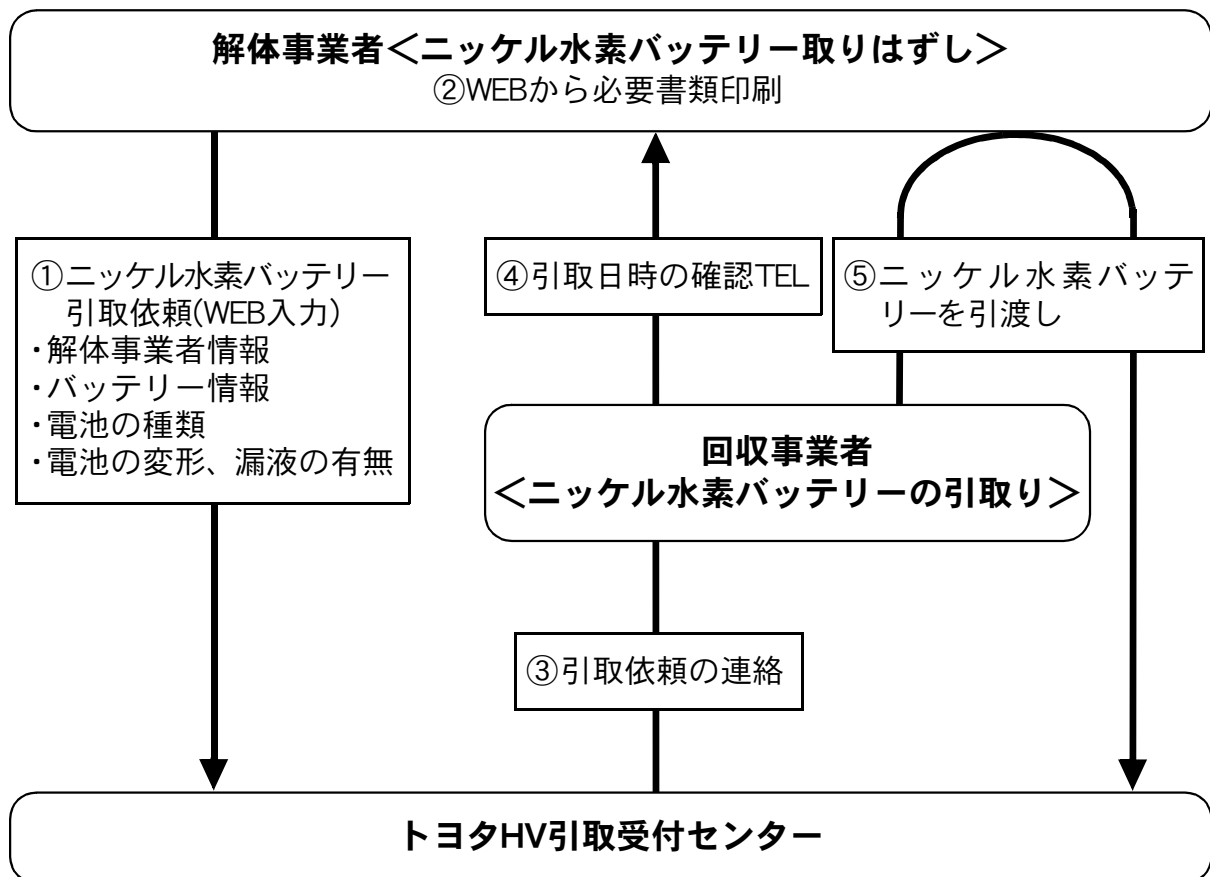 解体事業者＜ニッケル水素バッテリー取りはずし＞
②WEBから必要書類印刷
①ニッケル水素バッテリー
引取依頼(WEB入力)
・解体事業者情報
・バッテリー情報
・電池の種類
・電池の変形、漏液の有無
④引取日時の確認TEL
⑤ニッケル水素バッテ
リーを引渡し
回収事業者
＜ニッケル水素バッテリーの引取り＞
③引取依頼の連絡
トヨタHV引取受付センター